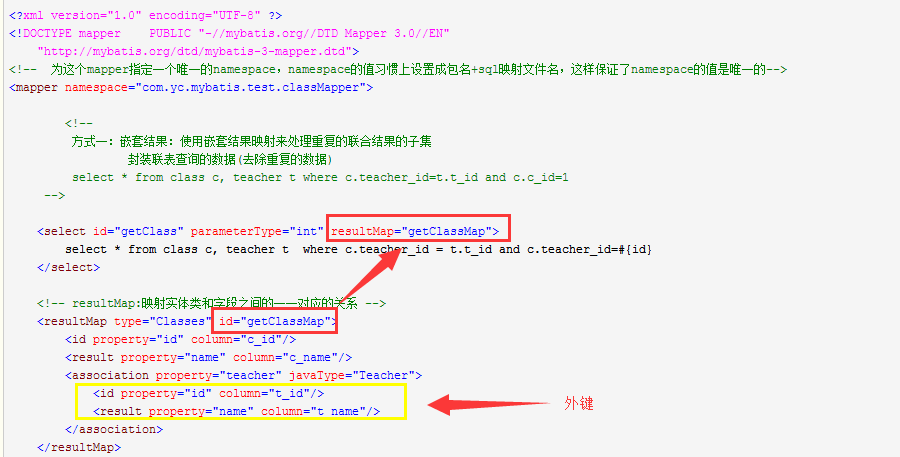 <?xml version="1.0" encoding="UTF-8" ?>
<!DOCTYPE mapper    PUBLIC "-//mybatis.org//DTD Mapper 3.0//EN"
"http://mybatis.org/dtd/mybatis-3-mapper.dtd">
<!--  为这个mapper指定一个唯一的namespace，namespace的值习惯上设置成包名+sql映射文件名，这样保证了namespace的值是唯一的-->
<mapper namespace="com.yc.mybatis.test.classMapper">
<!--
方式一：嵌套结果：使用嵌套结果映射来处理重复的联合结果的子集
封装联表查询的数据(去除重复的数据)
select * from class c, teacher t where c.teacher_id=t.t_id and c.c_id=1
-->
<select id="getClass" parameterType="int" resultMap="getClassMap">
select * from class c, teacher t  where c.teacher_id = t.t_id and c.teacher_id=#{id}
</select>
<!-- resultMap:映射实体类和字段之间的一一对应的关系 -->
<resultMap type="Classes" id="getClassMap">
<id property="id" column="c_id"/>
<result property="name" column="c_name"/>
<association property="teacher" javaType="Teacher">
<id property="id" column="t_id"/>
<result property="name" column="t_name"/>
外键
</association>
</resultMap>